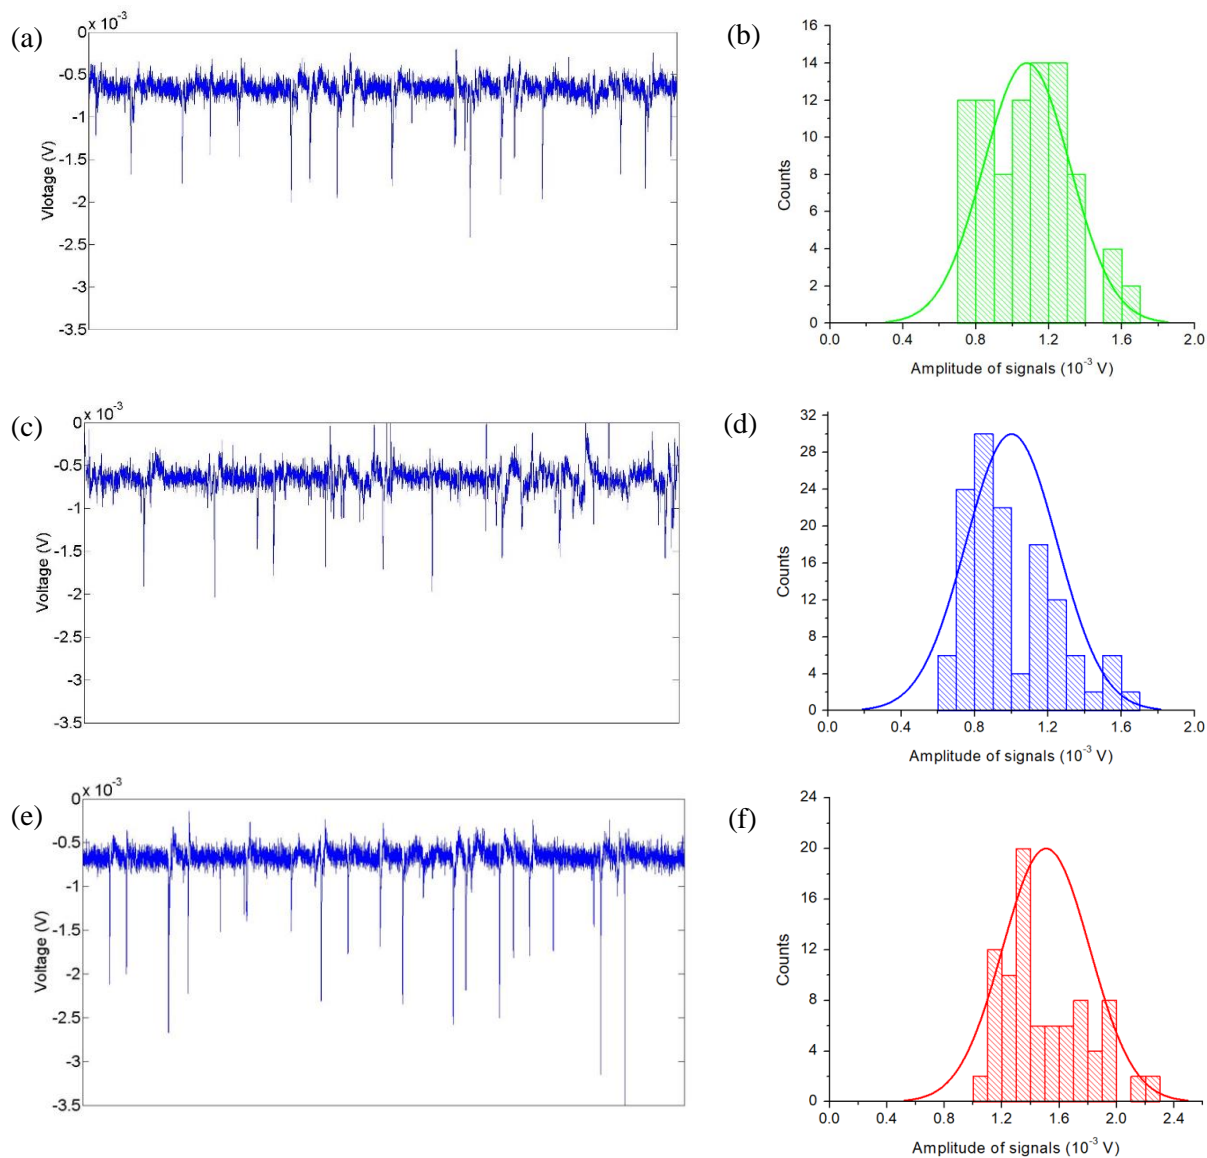 (a)
x 10⁻³
0
-0.5
-1
-1.5
-2
-2.5
-3
-3.5
Vlotage (V)
(b)
16
14
12
10
8
6
4
2
0
Counts
0.0 0.4 0.8 1.2 1.6 2.0
Amplitude of signals (10⁻³ V)
(c)
x 10⁻³
0
-0.5
-1
-1.5
-2
-2.5
-3
-3.5
Voltage (V)
(d)
32
28
24
20
16
12
8
4
0
Counts
0.0 0.4 0.8 1.2 1.6 2.0
Amplitude of signals (10⁻³ V)
(e)
x 10⁻³
0
-0.5
-1
-1.5
-2
-2.5
-3
-3.5
Voltage (V)
(f)
24
20
16
12
8
4
0
Counts
0.0 0.4 0.8 1.2 1.6 2.0 2.4
Amplitude of signals (10⁻³ V)